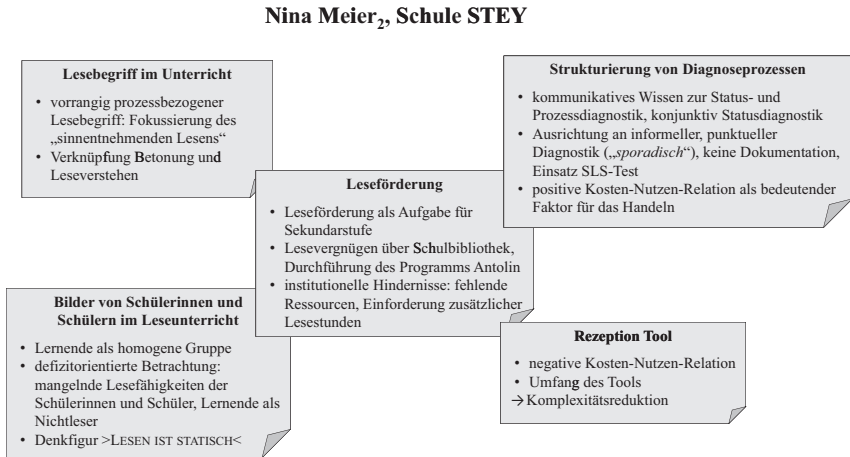 Nina Meier₂, Schule STEY
Lesebegriff im Unterricht
• vorrangig prozessbezogener
Lesebegriff: Fokussierung des
„sinnentnehmenden Lesens“
• Verknüpfung Betonung und
Leseverstehen
Strukturierung von Diagnoseprozessen
• kommunikatives Wissen zur Status- und
Prozessdiagnostik, konjunktiv Statusdiagnostik
• Ausrichtung an informeller, punktueller
Diagnostik („sporadisch“), keine Dokumentation,
Einsatz SLS-Test
• positive Kosten-Nutzen-Relation als bedeutender
Faktor für das Handeln
Leseförderung
• Leseförderung als Aufgabe für
Sekundarstufe
• Lesevergnügen über Schulbibliothek,
Durchführung des Programms Antolin
• institutionelle Hindernisse: fehlende
Ressourcen, Einforderung zusätzlicher
Lesestunden
Bilder von Schülerinnen und
Schülern im Leseunterricht
• Lernende als homogene Gruppe
• defizitorientierte Betrachtung:
mangelnde Lesefähigkeiten der
Schülerinnen und Schüler, Lernende als
Nichtleser
• Denkfigur >LESEN IST STATISCH<
Rezeption Tool
• negative Kosten-Nutzen-Relation
• Umfang des Tools
→ Komplexitätsreduktion